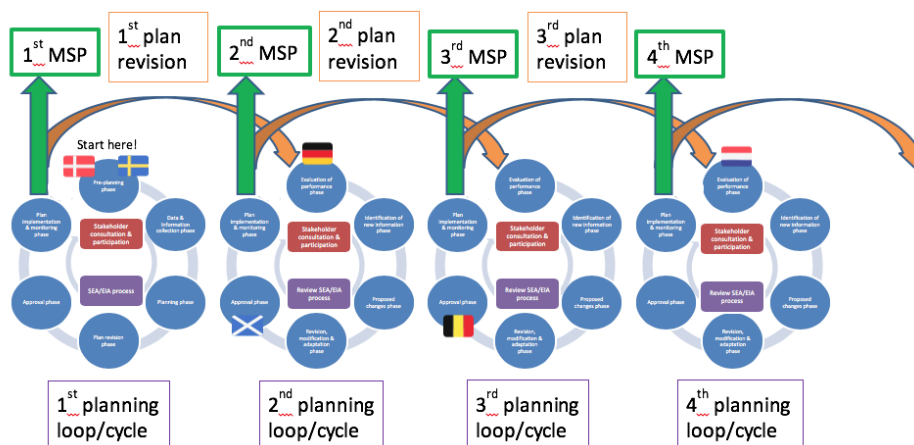 1st MSP
1st plan
revision
2nd MSP
2nd plan
revision
3rd MSP
3rd plan
revision
4th MSP
Start here!
Pre-planning
phase
Data &
Information
collection phase
Planning phase
Plan revision
phase
Approval phase
Plan
implementation
& monitoring
phase
Stakeholder
consultation &
participation
SEA/EIA process
Evaluation of
performance
phase
Identification of
new information
phase
Proposed
changes phase
Revision,
modification &
adaptation
phase
Approval phase
Plan
implementation
& monitoring
phase
Stakeholder
consultation &
participation
Review SEA/EIA
process
Evaluation of
performance
phase
Identification of
new information
phase
Proposed
changes phase
Revision,
modification &
adaptation
phase
Approval phase
Plan
implementation
& monitoring
phase
Stakeholder
consultation &
participation
Review SEA/EIA
process
Evaluation of
performance
phase
Identification of
new information
phase
Proposed
changes phase
Revision,
modification &
adaptation
phase
Approval phase
Plan
implementation
& monitoring
phase
Stakeholder
consultation &
participation
Review SEA/EIA
process
1st planning
loop/cycle
2nd planning
loop/cycle
3rd planning
loop/cycle
4th planning
loop/cycle